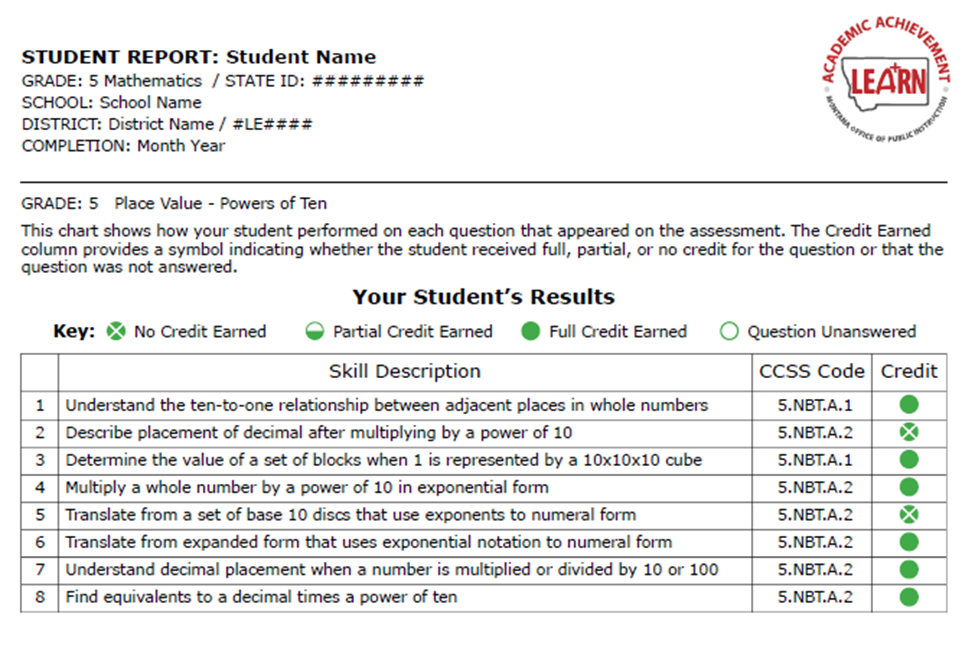 STUDENT REPORT: Student Name
GRADE: 5 Mathematics / STATE ID: #########
SCHOOL: School Name
DISTRICT: District Name / #LE####
COMPLETION: Month Year
ACADEMIC ACHIEVEMENT
LEARN
MONTANA OFFICE OF PUBLIC INSTRUCTION
GRADE: 5 Place Value - Powers of Ten
This chart shows how your student performed on each question that appeared on the assessment. The Credit Earned
column provides a symbol indicating whether the student received full, partial, or no credit for the question or that the
question was not answered.
Your Student's Results
Key: No Credit Earned Partial Credit Earned Full Credit Earned Question Unanswered
Skill Description CCSS Code Credit
1 Understand the ten-to-one relationship between adjacent places in whole numbers 5.NBT.A.1
2 Describe placement of decimal after multiplying by a power of 10 5.NBT.A.2
3 Determine the value of a set of blocks when 1 is represented by a 10x10x10 cube 5.NBT.A.1
4 Multiply a whole number by a power of 10 in exponential form 5.NBT.A.2
5 Translate from a set of base 10 discs that use exponents to numeral form 5.NBT.A.2
6 Translate from expanded form that uses exponential notation to numeral form 5.NBT.A.2
7 Understand decimal placement when a number is multiplied or divided by 10 or 100 5.NBT.A.2
8 Find equivalents to a decimal times a power of ten 5.NBT.A.2